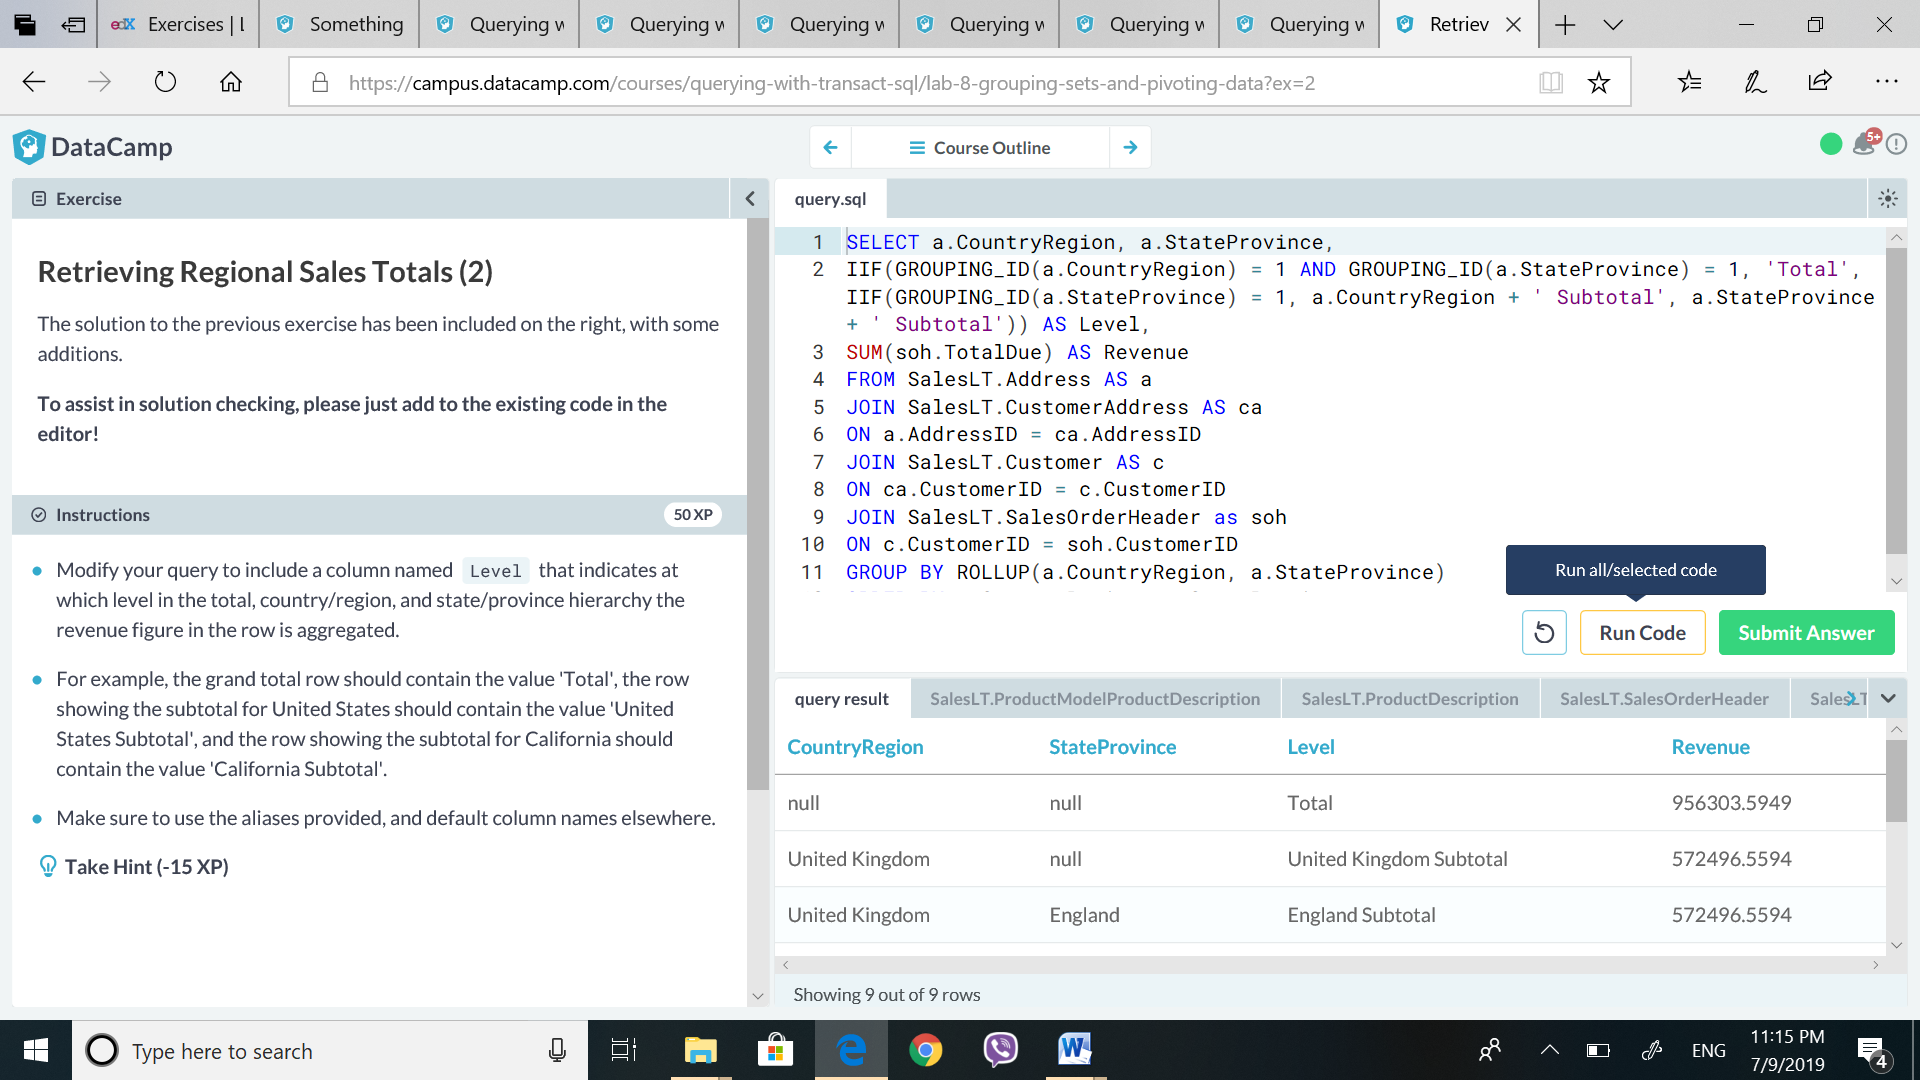 Exercises | L
Something
Querying w
Querying w
Querying w
Querying w
Querying w
Querying w
Retriev
https://campus.datacamp.com/courses/querying-with-transact-sql/lab-8-grouping-sets-and-pivoting-data?ex=2
DataCamp
Course Outline
5+
Exercise
query.sql
Retrieving Regional Sales Totals (2)
The solution to the previous exercise has been included on the right, with some
additions.
To assist in solution checking, please just add to the existing code in the
editor!
Instructions
50 XP
Modify your query to include a column named Level that indicates at
which level in the total, country/region, and state/province hierarchy the
revenue figure in the row is aggregated.
For example, the grand total row should contain the value 'Total', the row
showing the subtotal for United States should contain the value 'United
States Subtotal', and the row showing the subtotal for California should
contain the value 'California Subtotal'.
Make sure to use the aliases provided, and default column names elsewhere.
Take Hint (-15 XP)
1 SELECT a.CountryRegion, a.StateProvince,
2 IIF(GROUPING_ID(a.CountryRegion) = 1 AND GROUPING_ID(a.StateProvince) = 1, 'Total',
IIF(GROUPING_ID(a.StateProvince) = 1, a.CountryRegion + ' Subtotal', a.StateProvince
+ ' Subtotal')) AS Level,
3 SUM(soh.TotalDue) AS Revenue
4 FROM SalesLT.Address AS a
5 JOIN SalesLT.CustomerAddress AS ca
6 ON a.AddressID = ca.AddressID
7 JOIN SalesLT.Customer AS c
8 ON ca.CustomerID = c.CustomerID
9 JOIN SalesLT.SalesOrderHeader as soh
10 ON c.CustomerID = soh.CustomerID
11 GROUP BY ROLLUP(a.CountryRegion, a.StateProvince)
Run all/selected code
Run Code
Submit Answer
query result
SalesLT.ProductModelProductDescription
SalesLT.ProductDescription
SalesLT.SalesOrderHeader
SalesLT
CountryRegion StateProvince Level Revenue
null null Total 956303.5949
United Kingdom null United Kingdom Subtotal 572496.5594
United Kingdom England England Subtotal 572496.5594
Showing 9 out of 9 rows
Type here to search
ENG
11:15 PM
7/9/2019
4